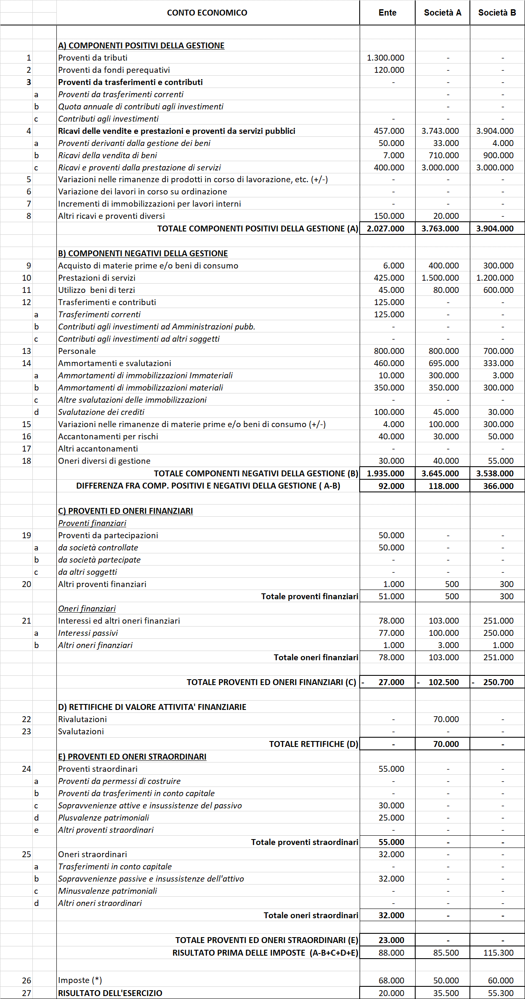 CONTO ECONOMICO Ente Società A Società B
A) COMPONENTI POSITIVI DELLA GESTIONE
1 Proventi da tributi 1.300.000 - -
2 Proventi da fondi perequativi 120.000 - -
3 Proventi da trasferimenti e contributi - - -
a Proventi da trasferimenti correnti - -
b Quota annuale di contributi agli investimenti - -
c Contributi agli investimenti - - -
4 Ricavi delle vendite e prestazioni e proventi da servizi pubblici 457.000 3.743.000 3.904.000
a Proventi derivanti dalla gestione dei beni 50.000 33.000 4.000
b Ricavi della vendita di beni 7.000 710.000 900.000
c Ricavi e proventi dalla prestazione di servizi 400.000 3.000.000 3.000.000
5 Variazioni nelle rimanenze di prodotti in corso di lavorazione, etc. (+/-) - - -
6 Variazione dei lavori in corso su ordinazione - - -
7 Incrementi di immobilizzazioni per lavori interni - - -
8 Altri ricavi e proventi diversi 150.000 20.000 -
TOTALE COMPONENTI POSITIVI DELLA GESTIONE (A) 2.027.000 3.763.000 3.904.000
B) COMPONENTI NEGATIVI DELLA GESTIONE
9 Acquisto di materie prime e/o beni di consumo 6.000 400.000 300.000
10 Prestazioni di servizi 425.000 1.500.000 1.200.000
11 Utilizzo beni di terzi 45.000 80.000 600.000
12 Trasferimenti e contributi 125.000 - -
a Trasferimenti correnti 125.000 - -
b Contributi agli investimenti ad Amministrazioni pubb. - - -
c Contributi agli investimenti ad altri soggetti - - -
13 Personale 800.000 800.000 700.000
14 Ammortamenti e svalutazioni 460.000 695.000 333.000
a Ammortamenti di immobilizzazioni Immateriali 10.000 300.000 3.000
b Ammortamenti di immobilizzazioni materiali 350.000 350.000 300.000
c Altre svalutazioni delle immobilizzazioni - - -
d Svalutazione dei crediti 100.000 45.000 30.000
15 Variazioni nelle rimanenze di materie prime e/o beni di consumo (+/-) 4.000 100.000 300.000
16 Accantonamenti per rischi 40.000 30.000 50.000
17 Altri accantonamenti - - -
18 Oneri diversi di gestione 30.000 40.000 55.000
TOTALE COMPONENTI NEGATIVI DELLA GESTIONE (B) 1.935.000 3.645.000 3.538.000
DIFFERENZA FRA COMP. POSITIVI E NEGATIVI DELLA GESTIONE ( A-B) 92.000 118.000 366.000
C) PROVENTI ED ONERI FINANZIARI
Proventi finanziari
19 Proventi da partecipazioni 50.000 - -
a da società controllate 50.000 - -
b da società partecipate - - -
c da altri soggetti - - -
20 Altri proventi finanziari 1.000 500 300
Totale proventi finanziari 51.000 500 300
Oneri finanziari
21 Interessi ed altri oneri finanziari 78.000 103.000 251.000
a Interessi passivi 77.000 100.000 250.000
b Altri oneri finanziari 1.000 3.000 1.000
Totale oneri finanziari 78.000 103.000 251.000
TOTALE PROVENTI ED ONERI FINANZIARI (C) - 27.000 - 102.500 - 250.700
D) RETTIFICHE DI VALORE ATTIVITA' FINANZIARIE
22 Rivalutazioni - 70.000 -
23 Svalutazioni - - -
TOTALE RETTIFICHE (D) - 70.000 -
E) PROVENTI ED ONERI STRAORDINARI
24 Proventi straordinari 55.000 - -
a Proventi da permessi di costruire - - -
b Proventi da trasferimenti in conto capitale - - -
c Sopravvenienze attive e insussistenze del passivo 30.000 - -
d Plusvalenze patrimoniali 25.000 - -
e Altri proventi straordinari - - -
Totale proventi straordinari 55.000 - -
25 Oneri straordinari 32.000 - -
a Trasferimenti in conto capitale - - -
b Sopravvenienze passive e insussistenze dell'attivo 32.000 - -
c Minusvalenze patrimoniali - - -
d Altri oneri straordinari - - -
Totale oneri straordinari 32.000 - -
TOTALE PROVENTI ED ONERI STRAORDINARI (E) 23.000 - -
RISULTATO PRIMA DELLE IMPOSTE (A-B+C+D+E) 88.000 85.500 115.300
26 Imposte (*) 68.000 50.000 60.000
27 RISULTATO DELL'ESERCIZIO 20.000 35.500 55.300